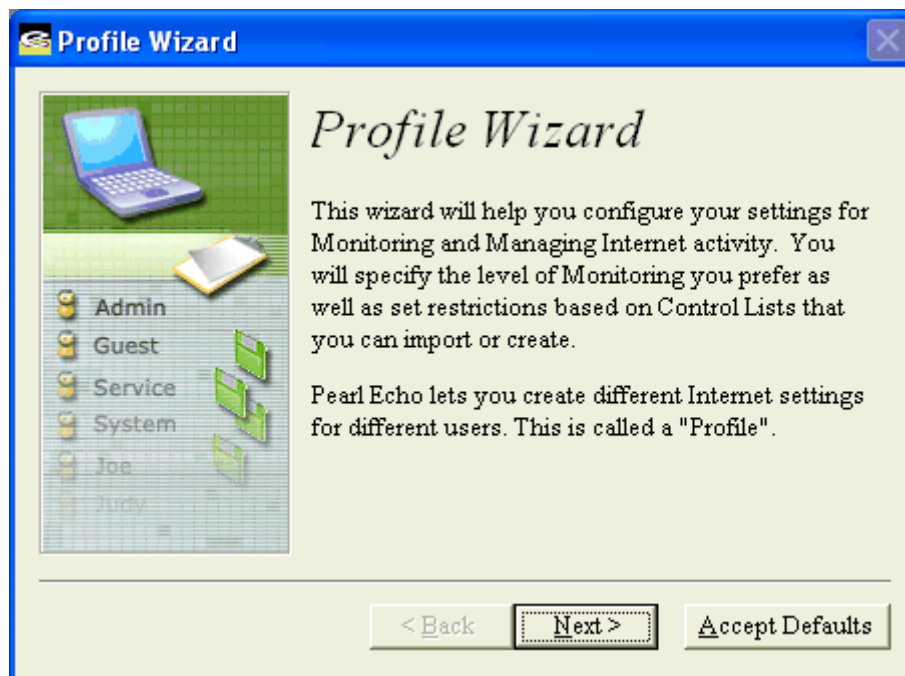 Profile Wizard
Profile Wizard
This wizard will help you configure your settings for
Monitoring and Managing Internet activity. You
will specify the level of Monitoring you prefer as
well as set restrictions based on Control Lists that
you can import or create.
Pearl Echo lets you create different Internet settings
for different users. This is called a "Profile".
Admin
Guest
Service
System
Joe
Judy
< Back
Next >
Accept Defaults